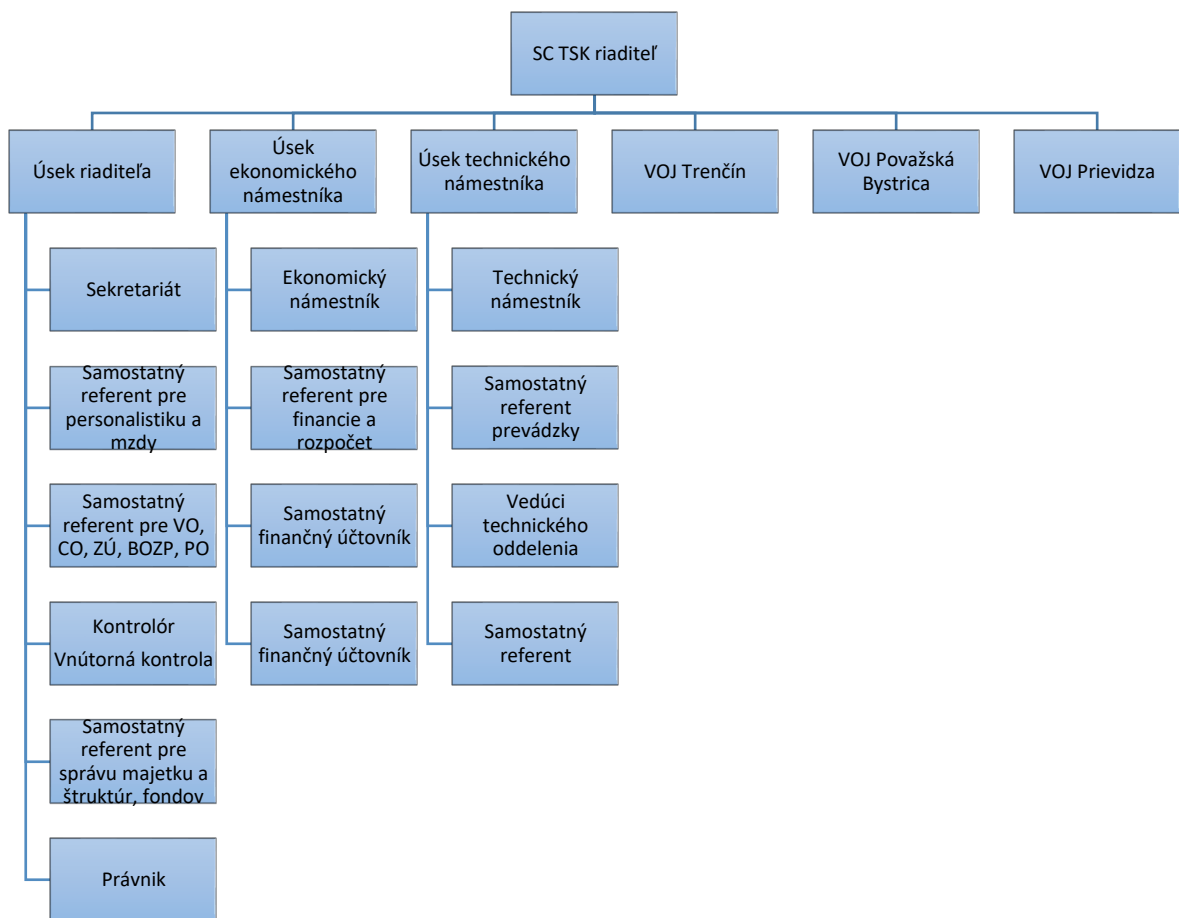 SC TSK riaditeľ
Úsek riaditeľa
Úsek
ekonomického
námestníka
Úsek technického
námestníka
VOJ Trenčín
VOJ Považská
Bystrica
VOJ Prievidza
Sekretariát
Samostatný
referent pre
personalistiku a
mzdy
Samostatný
referent pre VO,
CO, ZÚ, BOZP, PO
Kontrolór
Vnútorná kontrola
Samostatný
referent pre
správu majetku a
štruktúr, fondov
Právnik
Ekonomický
námestník
Samostatný
referent pre
financie a
rozpočet
Samostatný
finančný účtovník
Samostatný
finančný účtovník
Technický
námestník
Samostatný
referent
prevádzky
Vedúci
technického
oddelenia
Samostatný
referent